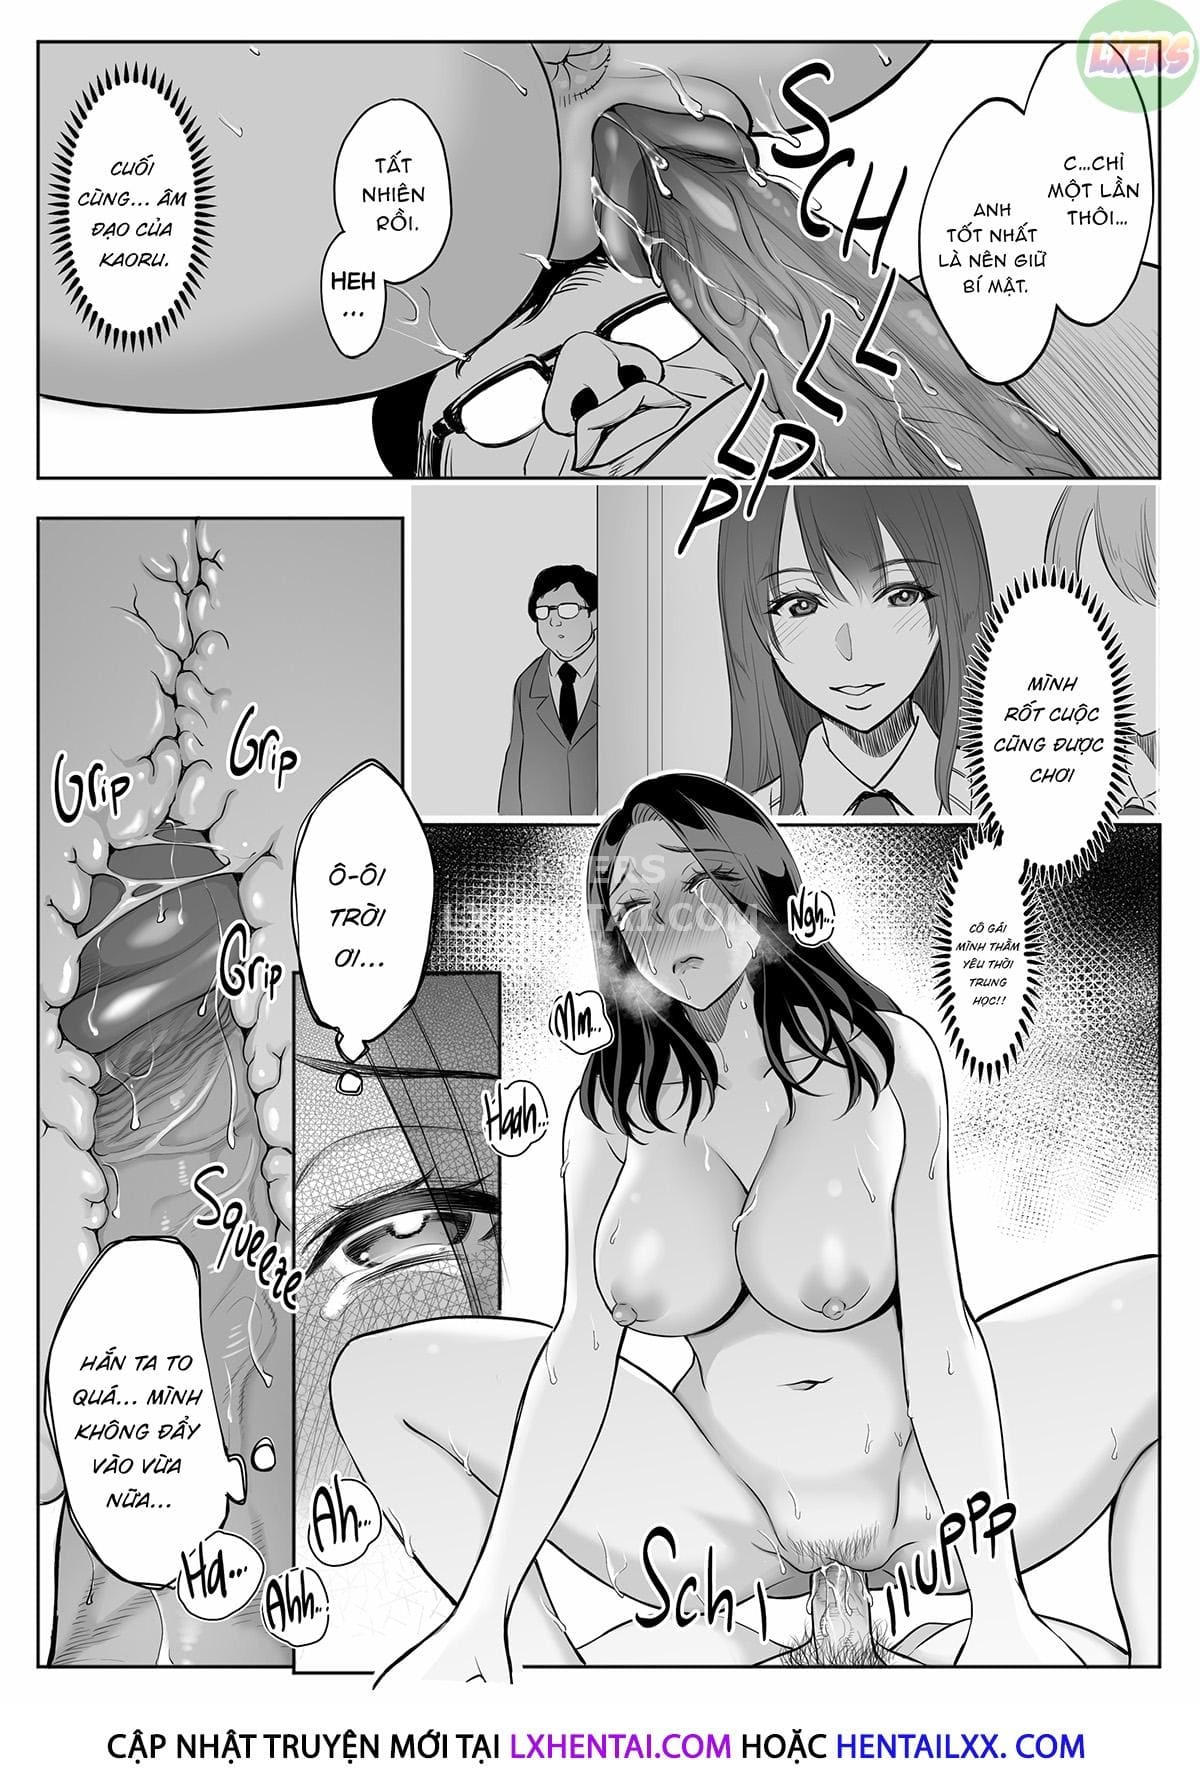 LXERS
C...CHỈ
MỘT LẦN
THÔI...
ANH
TỐT NHẤT
LÀ NÊN GIỮ
BÍ MẬT.
SCHLLLPP
TẤT
NHIÊN
RỒI.
HEH
...
CUỐI
CÙNG... ÂM
ĐẠO CỦA
KAORU.
MÌNH
RỐT CUỘC
CŨNG ĐƯỢC
CHƠI
CÔ GÁI
MÌNH THẦM
YÊU THỜI
TRUNG
HỌC!!
Ngh...
Mm...
Haah...
Ô-ÔI
TRỜI
ƠI...
Grip
Grip
Grip
Squeeze
HẮN TA TO
QUÁ... MÌNH
KHÔNG ĐẨY
VÀO VỪA
NỮA...
Ha...
Ah...
Ahh...
Schl
lluppp
CẬP NHẬT TRUYỆN MỚI TẠI LXHENTAI.COM HOẶC HENTAILXX. COM